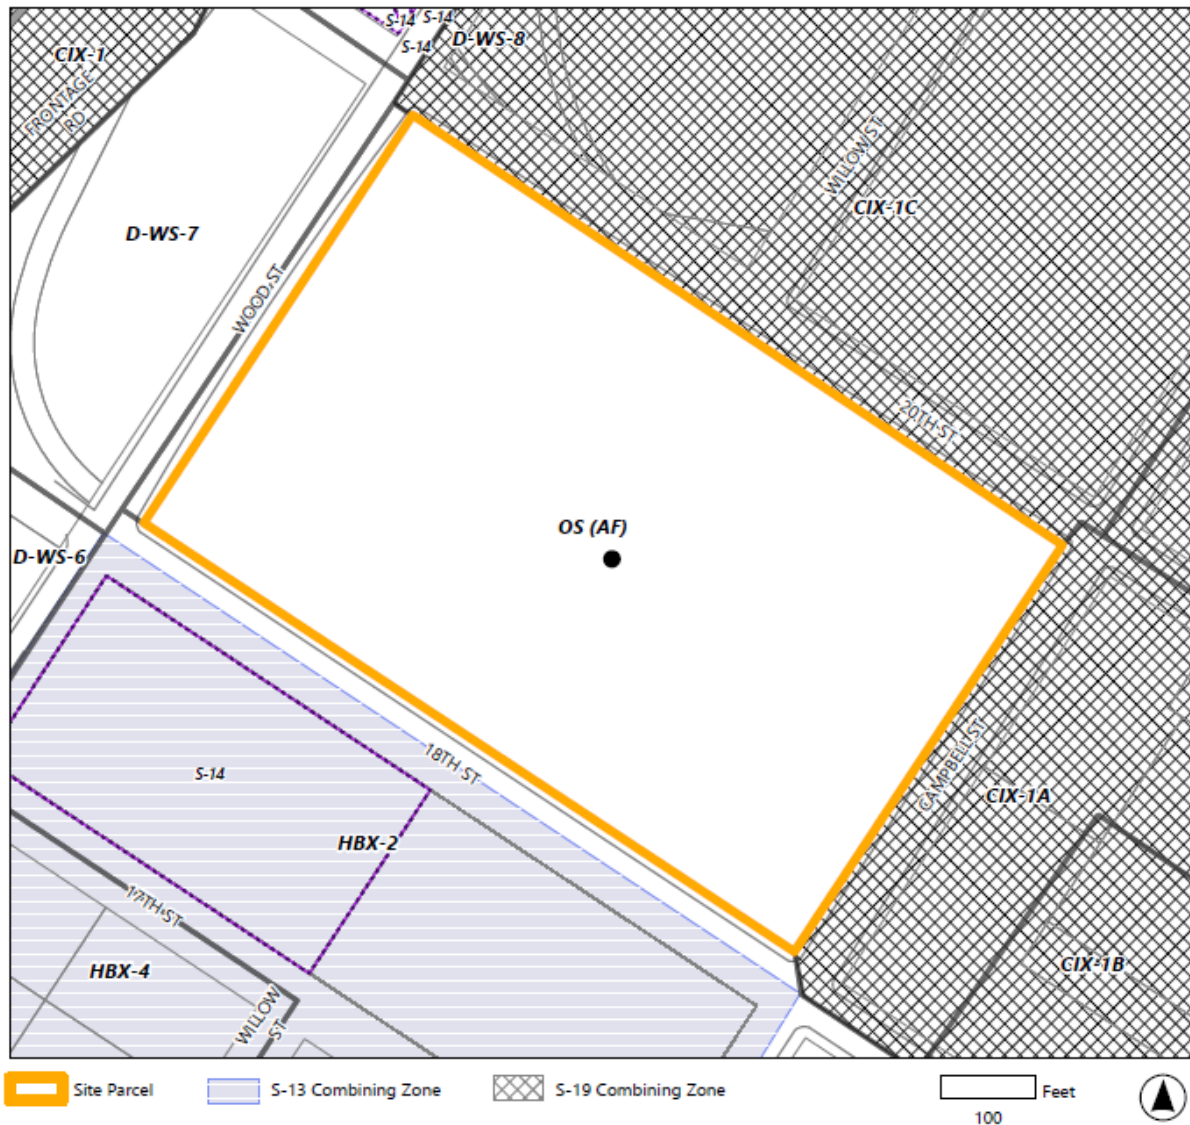 S-14
S-14
S-14
D-WS-8
CIX-1
FRONTAGE
RD
WILLOW ST
CIX-1C
D-WS-7
WOOD ST
20TH ST
OS (AF)
D-WS-6
18TH ST
CAMPBELL ST
S-14
CIX-1A
HBX-2
17TH ST
HBX-4
CIX-1B
WILLOW
ST
Site Parcel
S-13 Combining Zone
S-19 Combining Zone
Feet
100